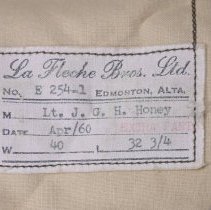 La Fleche Bros. Ltd.
No. E 254-1 Edmonton, Alta.
M Lt. J. G. H. Honey
Date Apr/60
W. 40 L. 32 3/4